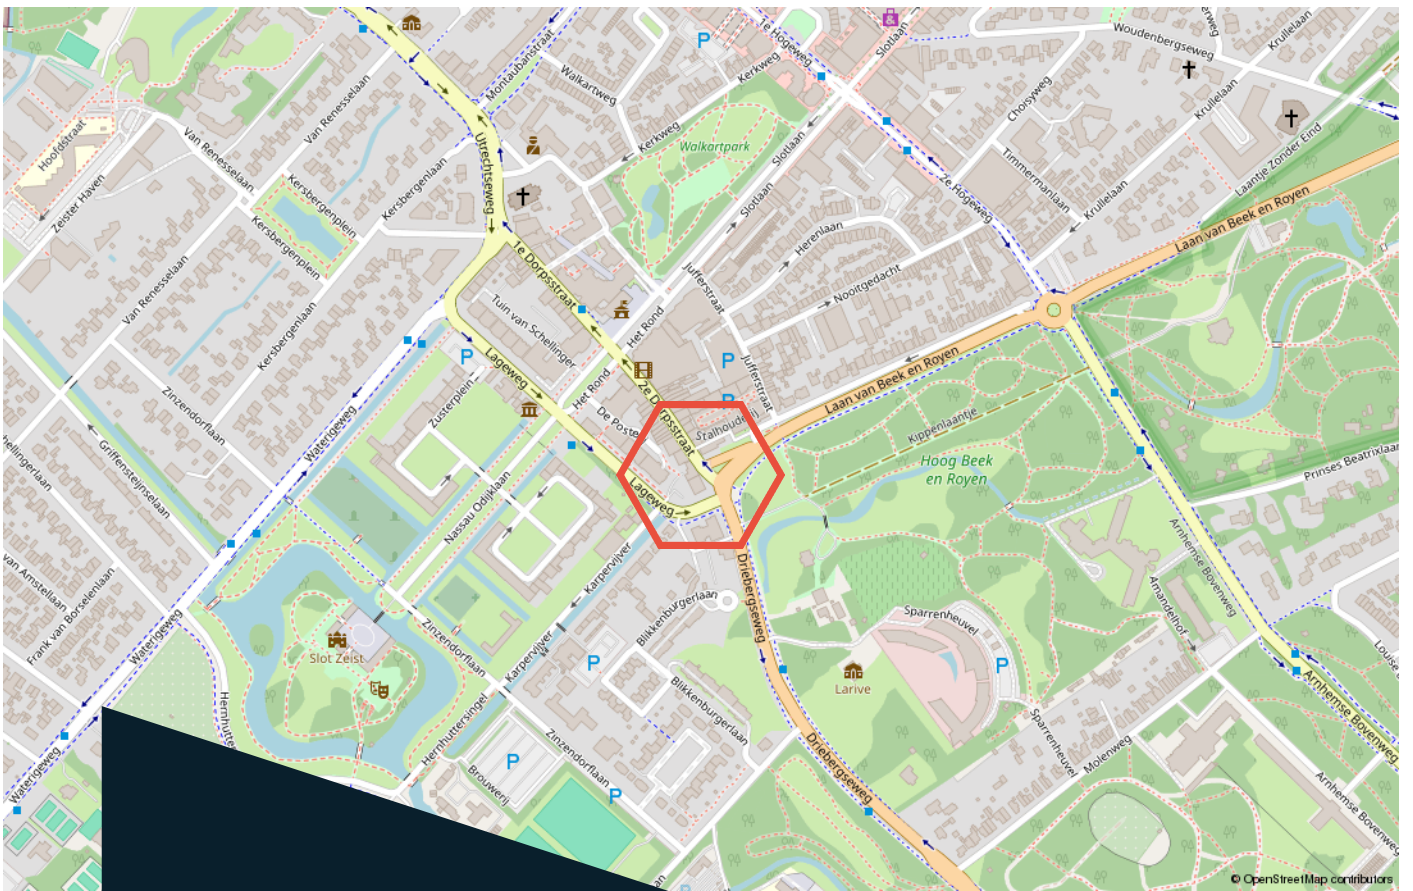 1e Hogeweg
Slotlaan
Woudenbergseweg
Krullelaan
Montaubanstraat
Walkartweg
Kerkweg
Van Renesselaan
Choisyweg
Krullelaan
Hoofdstraat
Van Renesselaan
Utrechtseweg
Kerkweg
Walkartpark
Slotlaan
Laantje Zonder Eind
Timmermanlaan
Zeister Haven
Kersbergenplein
Kersbergenlaan
2e Hogeweg
Krullelaan
Slotlaan
Kersbergenplein
Laan van Beek en Royen
1e Dorpsstraat
Herenlaan
Van Renesselaan
Jufferstraat
Nooitgedacht
Tuin van Schellinger
Het Rond
Kersbergenlaan
Lageweg
Jufferstraat
Laan van Beek en Royen
Het Rond
2e Dorpsstraat
Zusterplein
De Poste
Stalhouderij
Kippenlaantje
Zinzendorflaan
Waterigeweg
Griffensteijnselaan
Hoog Beek
en Royen
Prinses Beatrixlaan
Lageweg
Nassau Odijklaan
Arnhemse Bovenweg
van Amstellaan
Frank van Borselenlaan
Karpervijver
Driebergseweg
Amandelhof
Blikkenburgerlaan
Sparrenheuvel
Waterigeweg
Slot Zeist
Zinzendorflaan
Karpervijver
Larive
Arnhemse Bovenweg
Blikkenburgerlaan
Hernhuttersingel
Sparrenheuvel
Molenweg
Zinzendorflaan
Driebergseweg
Waterigeweg
Brouwerij
Arnhemse Bovenweg
© OpenStreetMap contributors